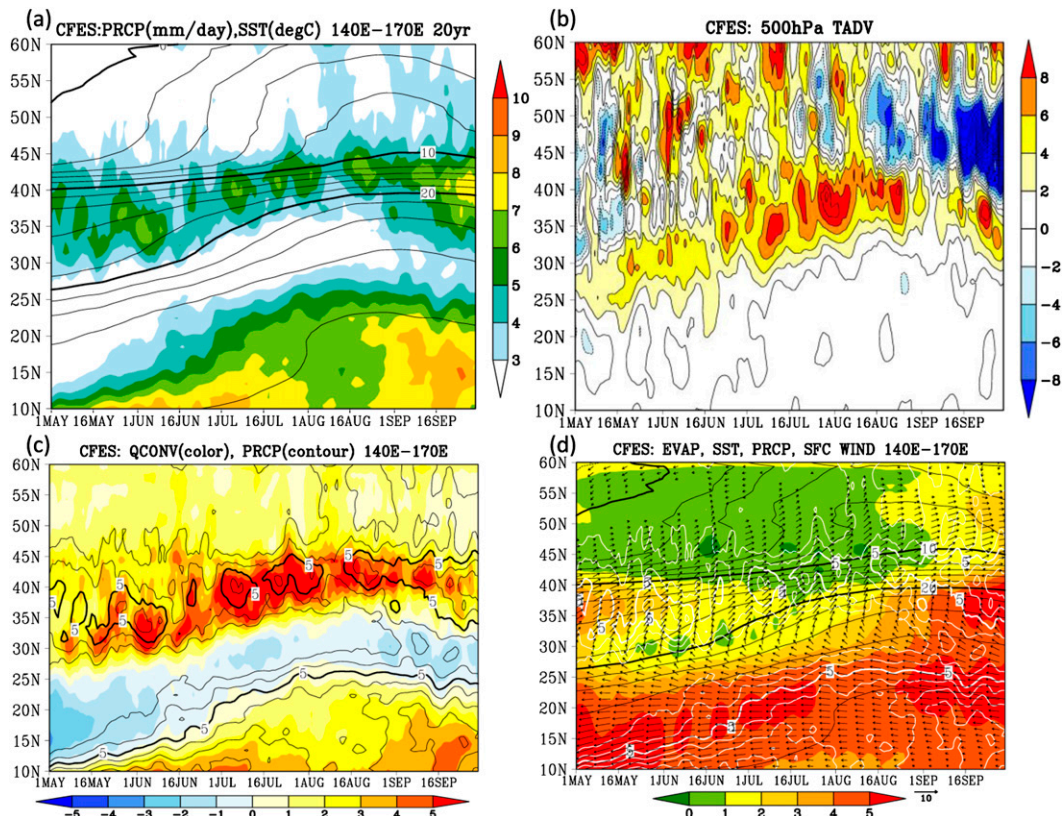 (a)
CFES:PRCP(mm/day),SST(degC) 140E-170E 20yr
60N
55N
50N
45N
40N
35N
30N
25N
20N
15N
10N
0
10
20
1MAY 16MAY 1JUN 16JUN 1JUL 16JUL 1AUG 16AUG 1SEP 16SEP
10
9
8
7
6
5
4
3
(b)
CFES: 500hPa TADV
60N
55N
50N
45N
40N
35N
30N
25N
20N
15N
10N
1MAY 16MAY 1JUN 16JUN 1JUL 16JUL 1AUG 16AUG 1SEP 16SEP
8
6
4
2
0
-2
-4
-6
-8
(c)
CFES: QCONV(color), PRCP(contour) 140E-170E
60N
55N
50N
45N
40N
35N
30N
25N
20N
15N
10N
5
5
5
5
5
5
5
5
5
5
1MAY 16MAY 1JUN 16JUN 1JUL 16JUL 1AUG 16AUG 1SEP 16SEP
-5 -4 -3 -2 -1 0 1 2 3 4 5
(d)
CFES: EVAP, SST, PRCP, SFC WIND 140E-170E
60N
55N
50N
45N
40N
35N
30N
25N
20N
15N
10N
10
20
5
5
5
5
5
5
5
5
1MAY 16MAY 1JUN 16JUN 1JUL 16JUL 1AUG 16AUG 1SEP 16SEP
0 1 2 3 4 5
10